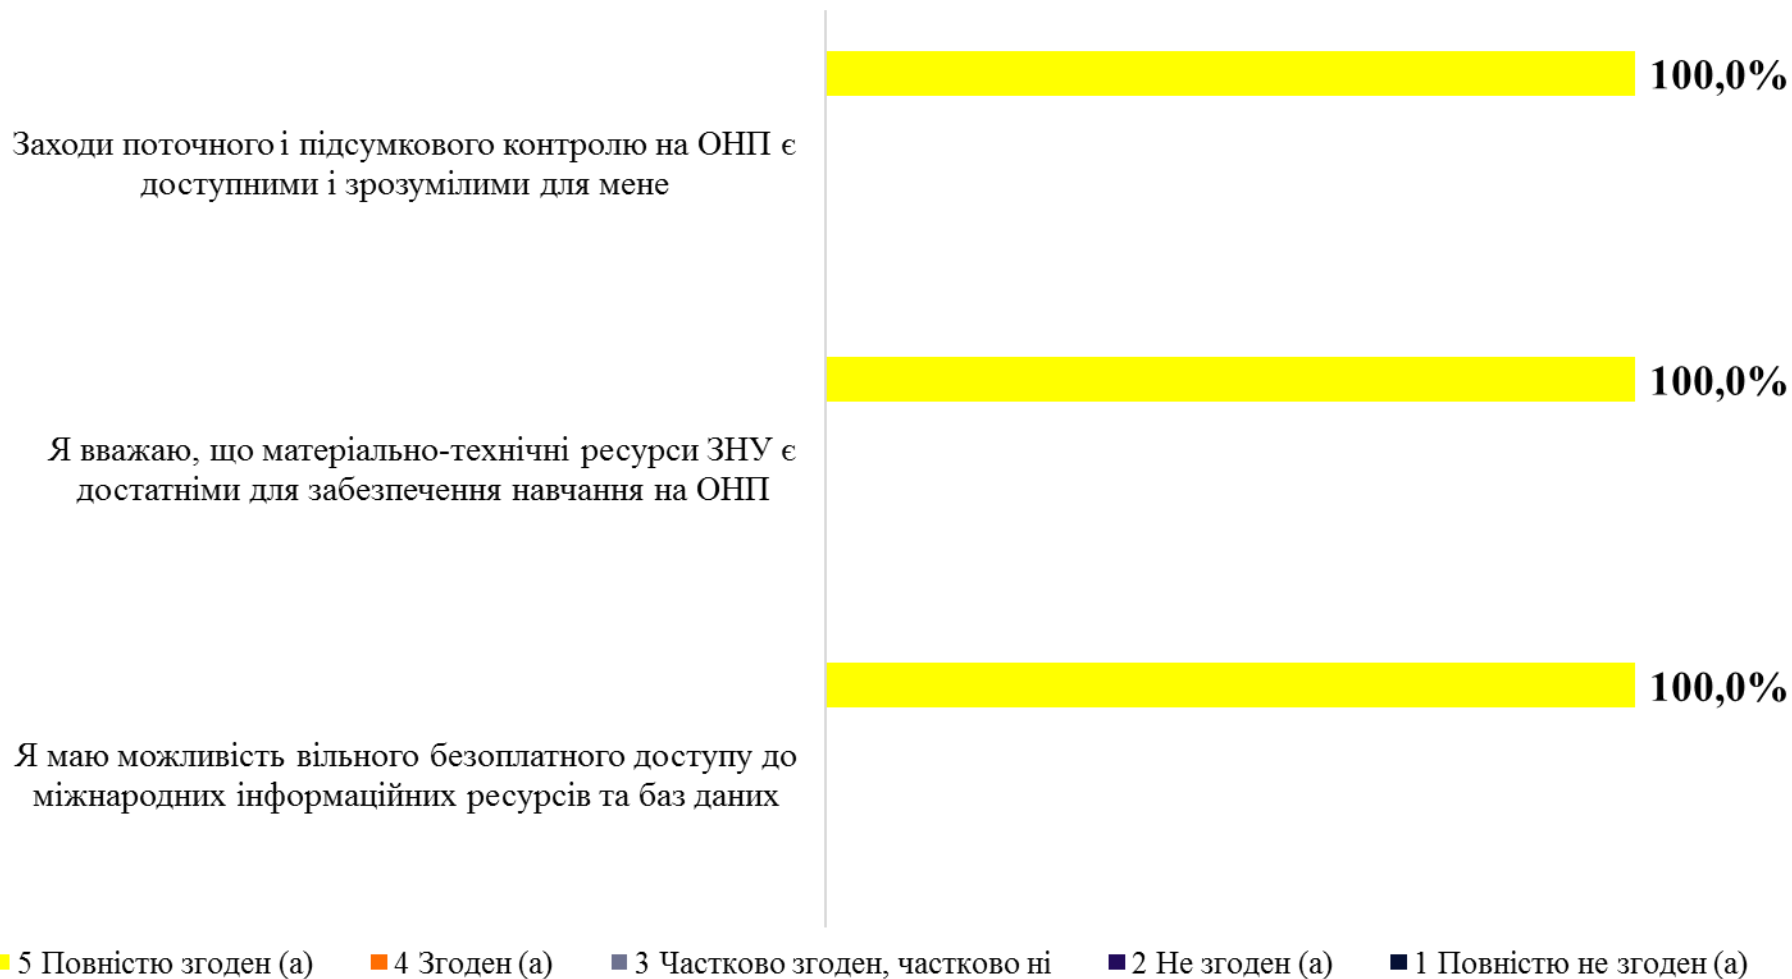 100,0%
Заходи поточного і підсумкового контролю на ОНП є
доступними і зрозумілими для мене
100,0%
Я вважаю, що матеріально-технічні ресурси ЗНУ є
достатніми для забезпечення навчання на ОНП
100,0%
Я маю можливість вільного безоплатного доступу до
міжнародних інформаційних ресурсів та баз даних
5 Повністю згоден (а) 4 Згоден (а) 3 Частково згоден, частково ні 2 Не згоден (а) 1 Повністю не згоден (а)